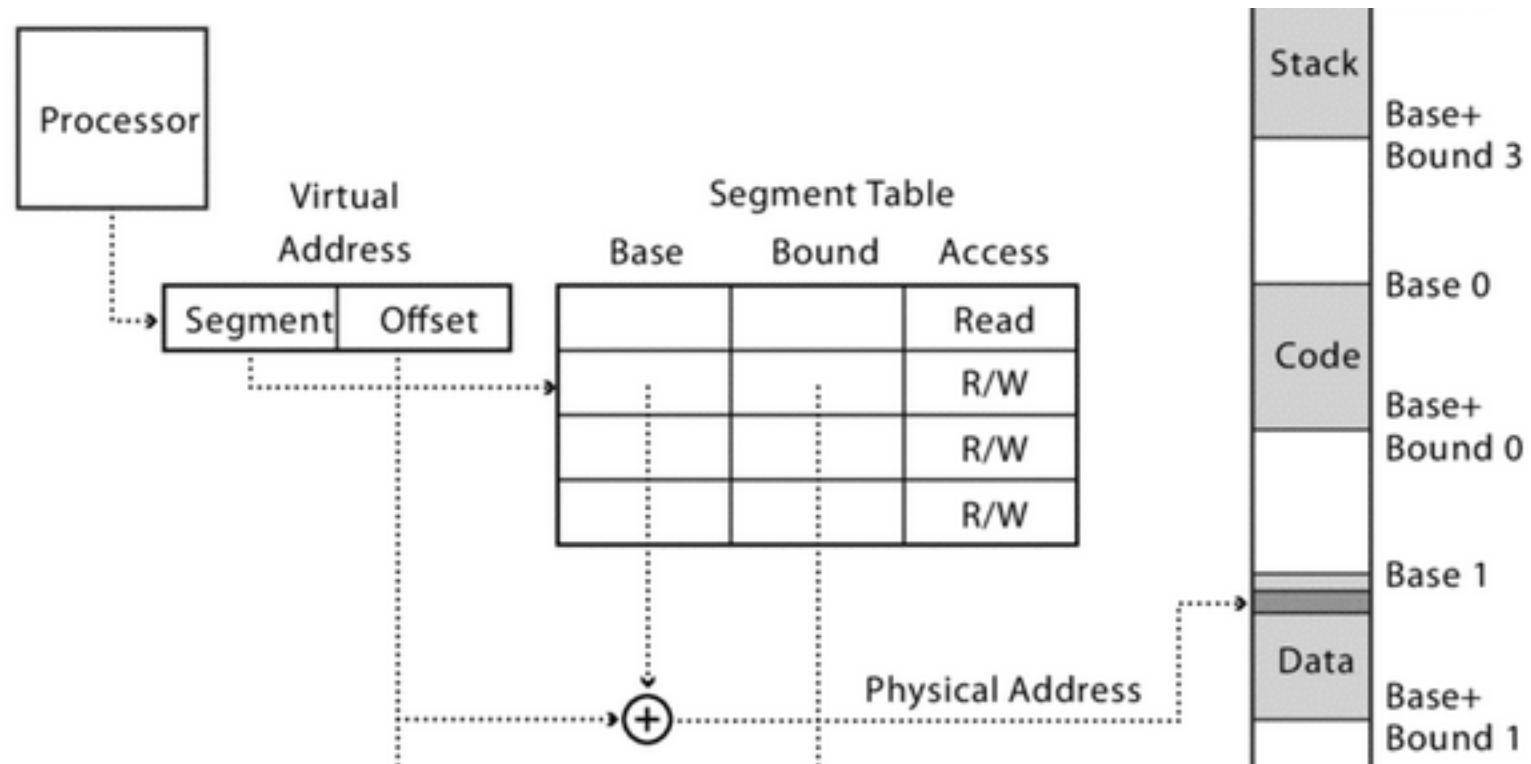 Processor
Virtual
Address
Segment
Offset
Segment Table
Base
Bound
Access
Read
R/W
R/W
R/W
Physical Address
+
Stack
Base+
Bound 3
Base 0
Code
Base+
Bound 0
Base 1
Data
Base+
Bound 1